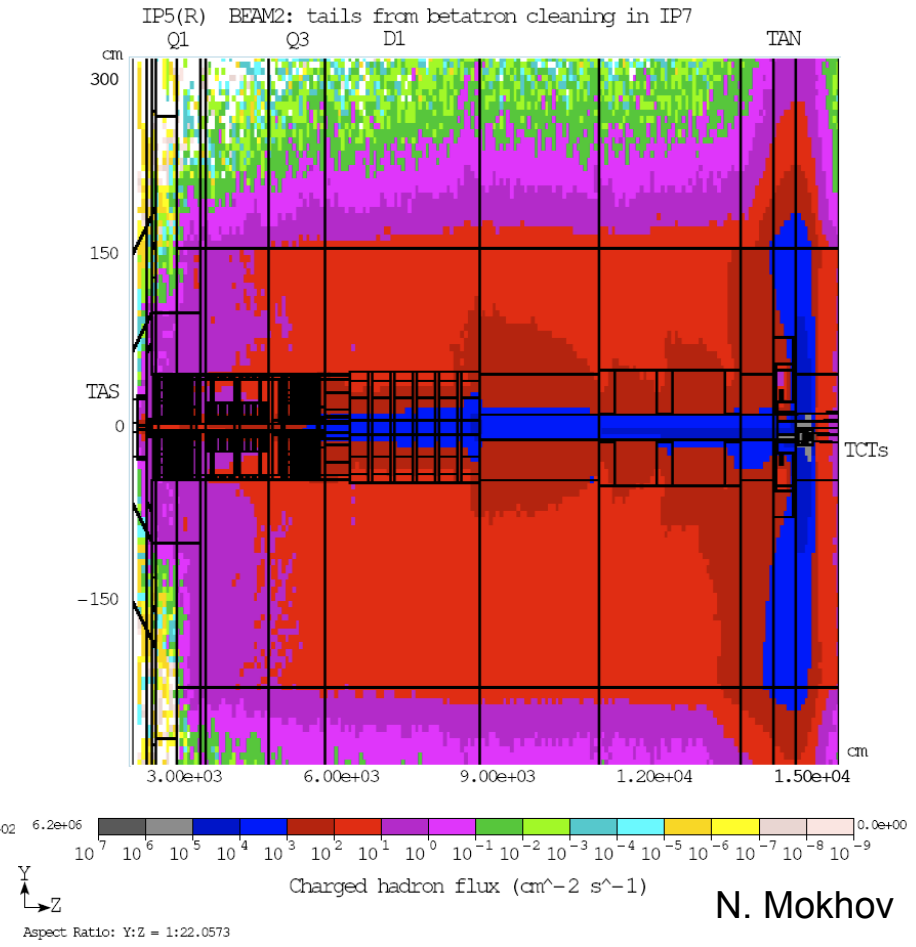 IP5(R) BEAM2: tails from betatron cleaning in IP7
Q1 Q3 D1 TAN
cm
300
150
TAS
0
TCTs
-150
cm
3.00e+03 6.00e+03 9.00e+03 1.20e+04 1.50e+04
02 6.2e+06 0.0e+00
10^7 10^6 10^5 10^4 10^3 10^2 10^1 10^0 10^-1 10^-2 10^-3 10^-4 10^-5 10^-6 10^-7 10^-8 10^-9
Charged hadron flux (cm^-2 s^-1)
Y
Z
N. Mokhov
Aspect Ratio: Y:Z = 1:22.0573